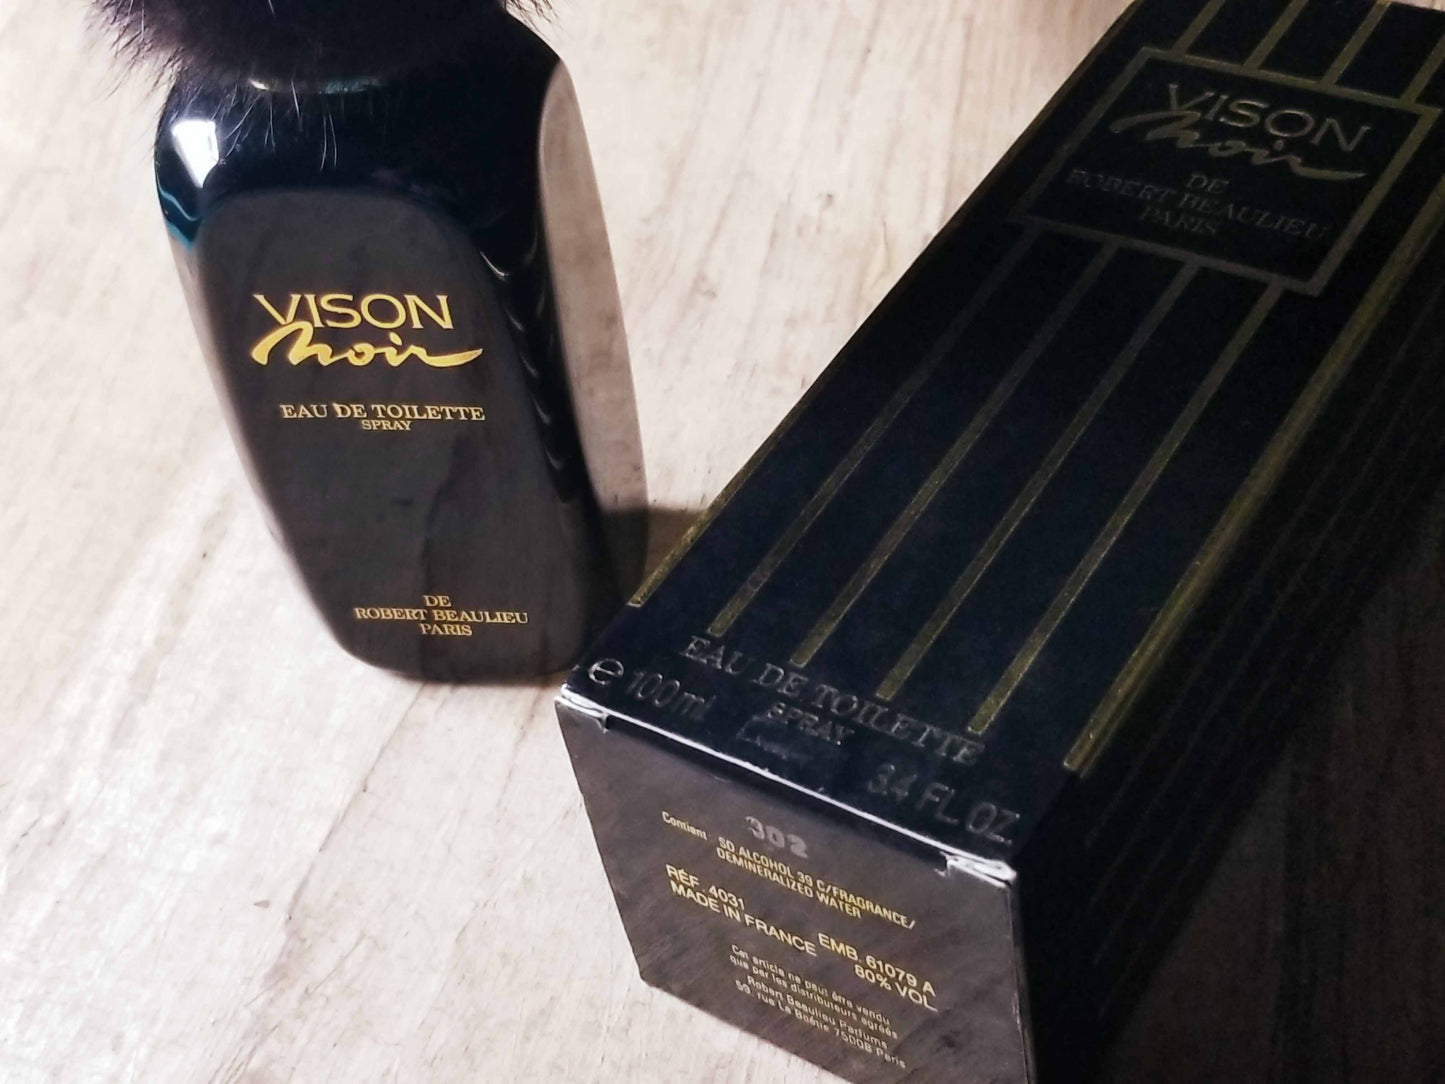 VISON
Noir
EAU DE TOILETTE
SPRAY
DE
ROBERT BEAULIEU
PARIS
VISON
Noir
DE
ROBERT BEAULIEU
PARIS
EAU DE TOILETTE
SPRAY
e 100 ml
3.4 FL OZ
302
Contient: SD ALCOHOL 39 C/FRAGRANCE/
DEMINERALIZED WATER
RÉF. 4031 EMB. 61079 A
MADE IN FRANCE 80% VOL.
Cet article ne peut être vendu
que par les distributeurs agréés
Robert Beaulieu Parfums
59, rue La Boétie 75008 Paris